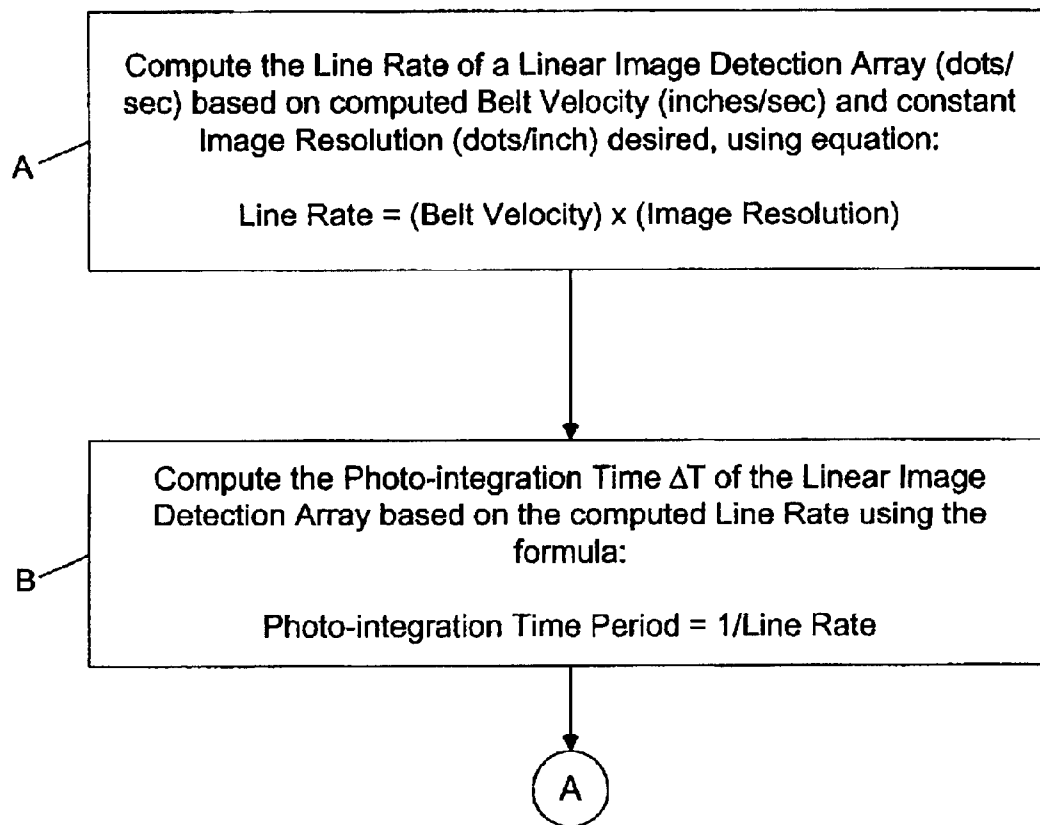 Compute the Line Rate of a Linear Image Detection Array (dots/
sec) based on computed Belt Velocity (inches/sec) and constant
Image Resolution (dots/inch) desired, using equation:
A
Line Rate = (Belt Velocity) x (Image Resolution)
Compute the Photo-integration Time ΔT of the Linear Image
Detection Array based on the computed Line Rate using the
formula:
B
Photo-integration Time Period = 1/Line Rate
A